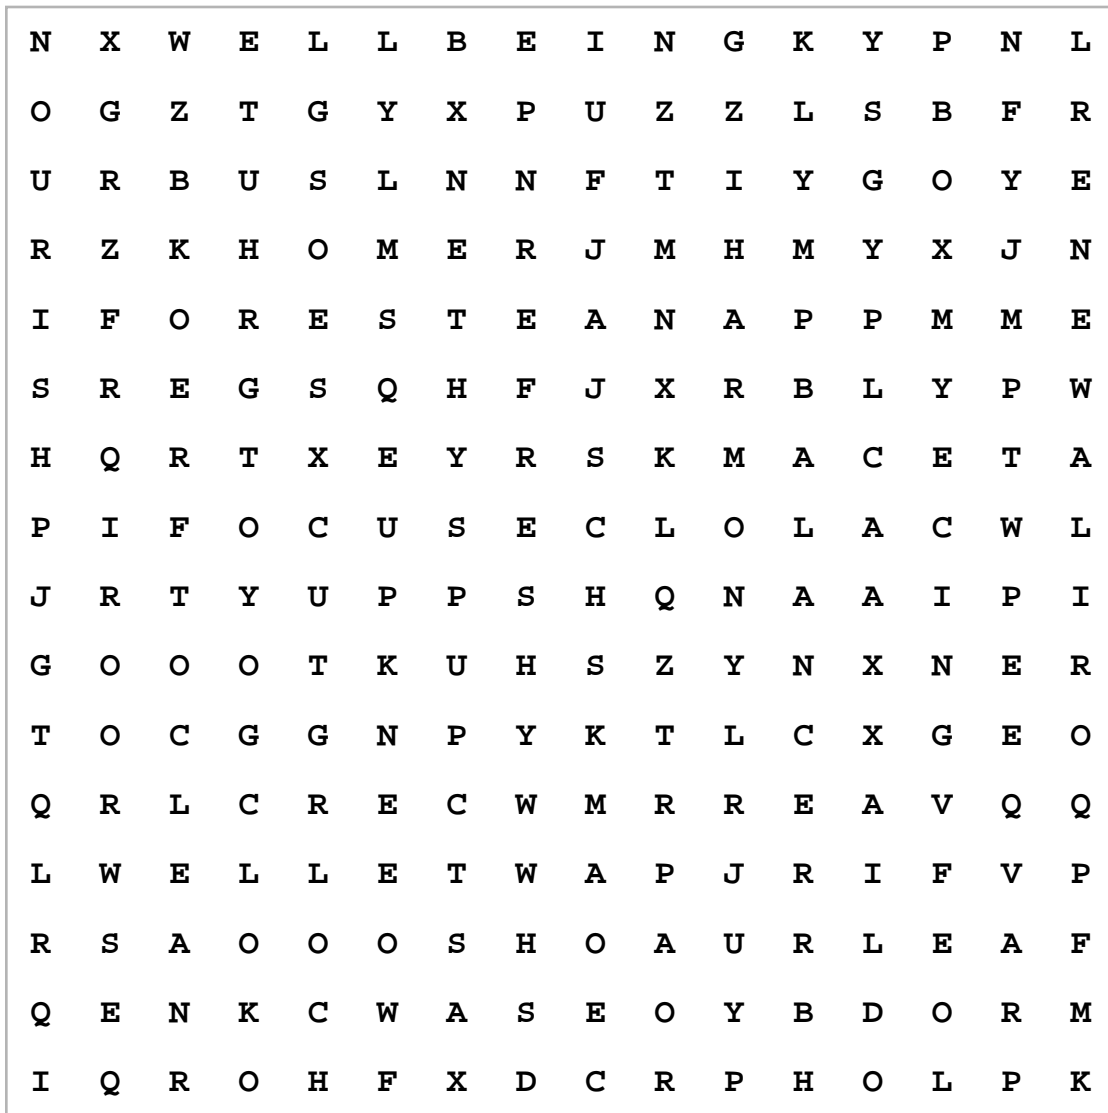 N X W E L L B E I N G K Y P N L
O G Z T G Y X P U Z Z L S B F R
U R B U S L N N F T I Y G O Y E
R Z K H O M E R J M H M Y X J N
I F O R E S T E A N A P P M M E
S R E G S Q H F J X R B L Y P W
H Q R T X E Y R S K M A C E T A
P I F O C U S E C L O L A C W L
J R T Y U P P S H Q N A A I P I
G O O O T K U H S Z Y N X N E R
T O C G G N P Y K T L C X G E O
Q R L C R E C W M R R E A V Q Q
L W E L L E T W A P J R I F V P
R S A O O O S H O A U R L E A F
Q E N K C W A S E O Y B D O R M
I Q R O H F X D C R P H O L P K